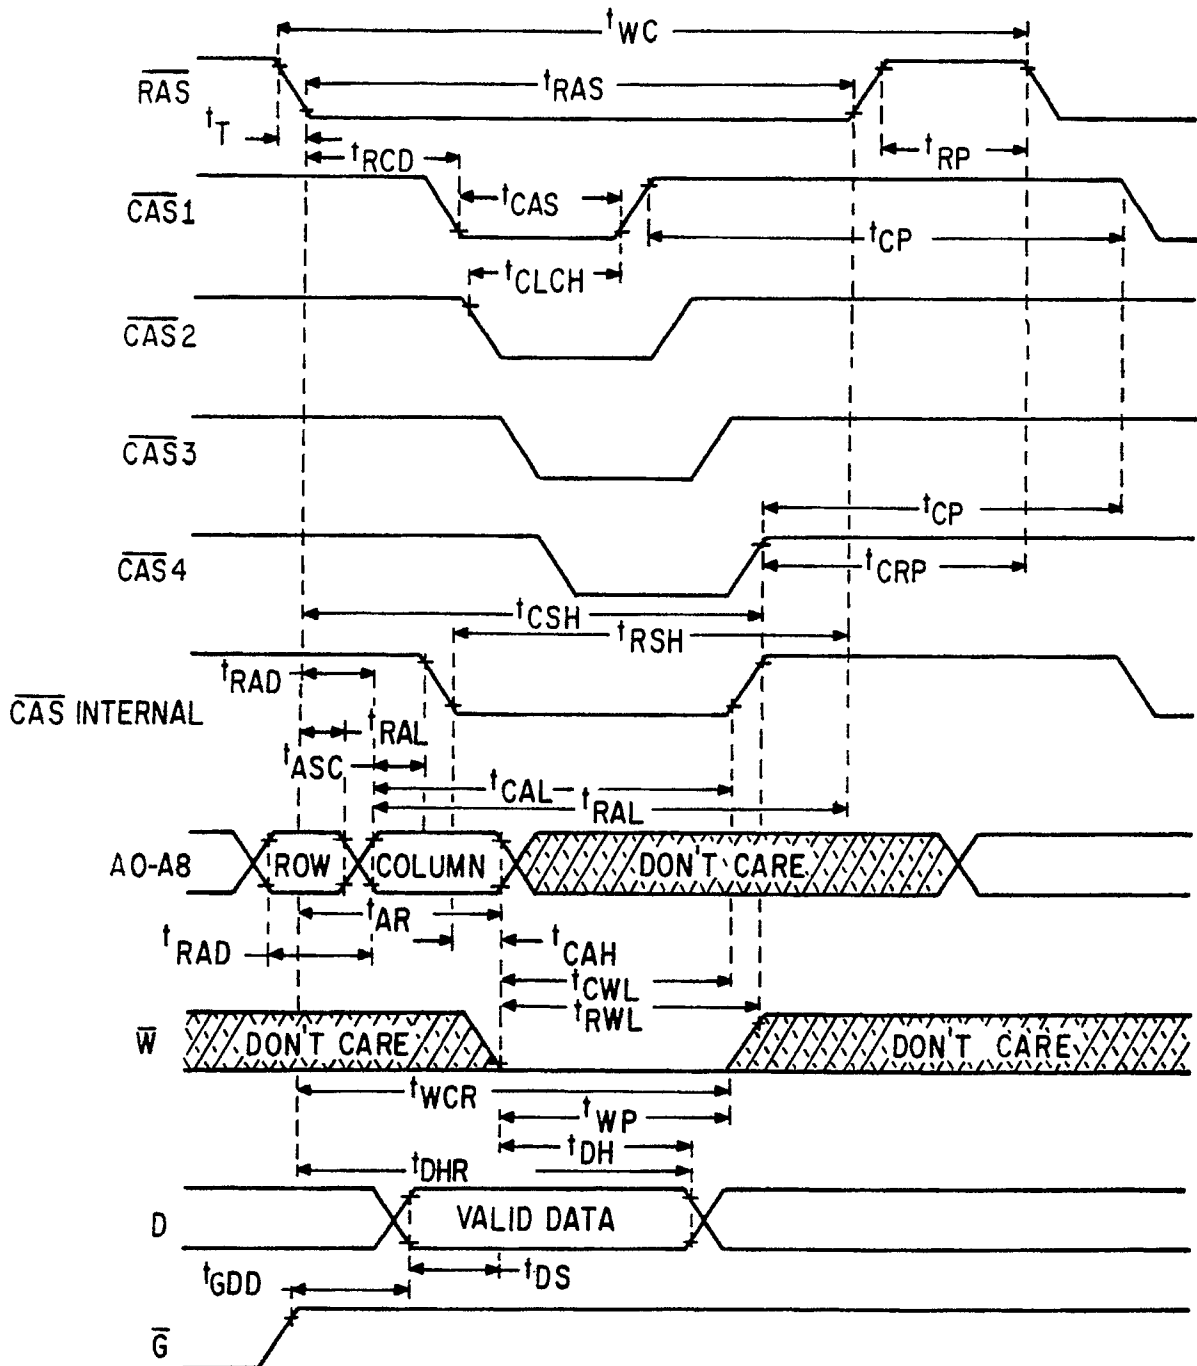 tWC
RAS
tRAS
tT
tRCD
tRP
CAS1
tCAS
tCP
tCLCH
CAS2
CAS3
tCP
CAS4
tCRP
tCSH
tRSH
tRAD
CAS INTERNAL
tRAL
tASC
tCAL
tRAL
A0-A8
ROW
COLUMN
DON'T CARE
tAR
tRAD
tCAH
tCWL
tRWL
W
DON'T CARE
DON'T CARE
tWCR
tWP
tDH
tDHR
D
VALID DATA
tDS
tGDD
G